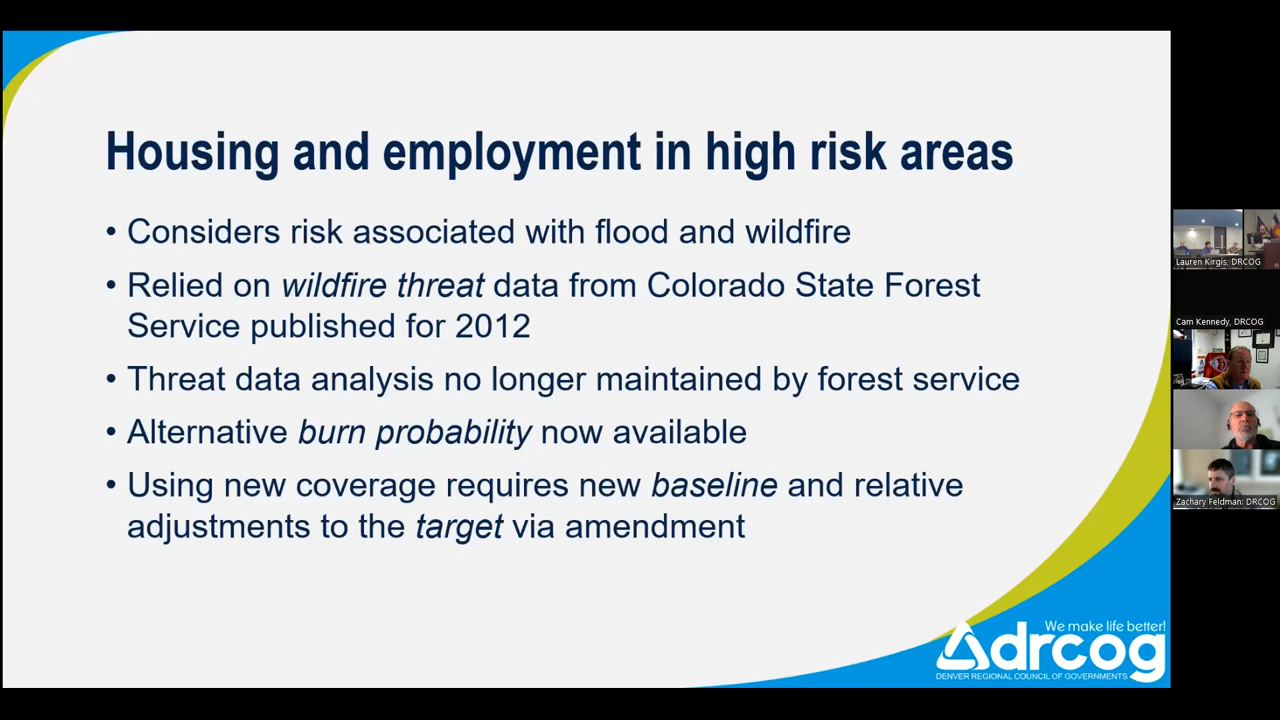 Housing and employment in high risk areas
• Considers risk associated with flood and wildfire
• Relied on wildfire threat data from Colorado State Forest
Service published for 2012
• Threat data analysis no longer maintained by forest service
• Alternative burn probability now available
• Using new coverage requires new baseline and relative
adjustments to the target via amendment
We make life better!
drcog
DENVER REGIONAL COUNCIL OF GOVERNMENTS
Lauren Kirgis, DRCOG
Cam Kennedy, DRCOG
Zachary Feldman: DRCOG